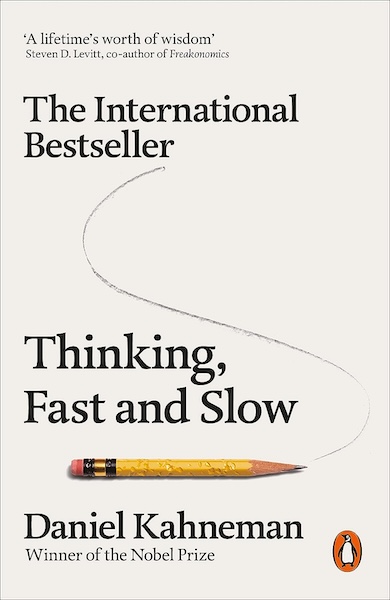 ‘A lifetime’s worth of wisdom’
Steven D. Levitt, co-author of Freakonomics
The International
Bestseller
Thinking,
Fast and Slow
Daniel Kahneman
Winner of the Nobel Prize